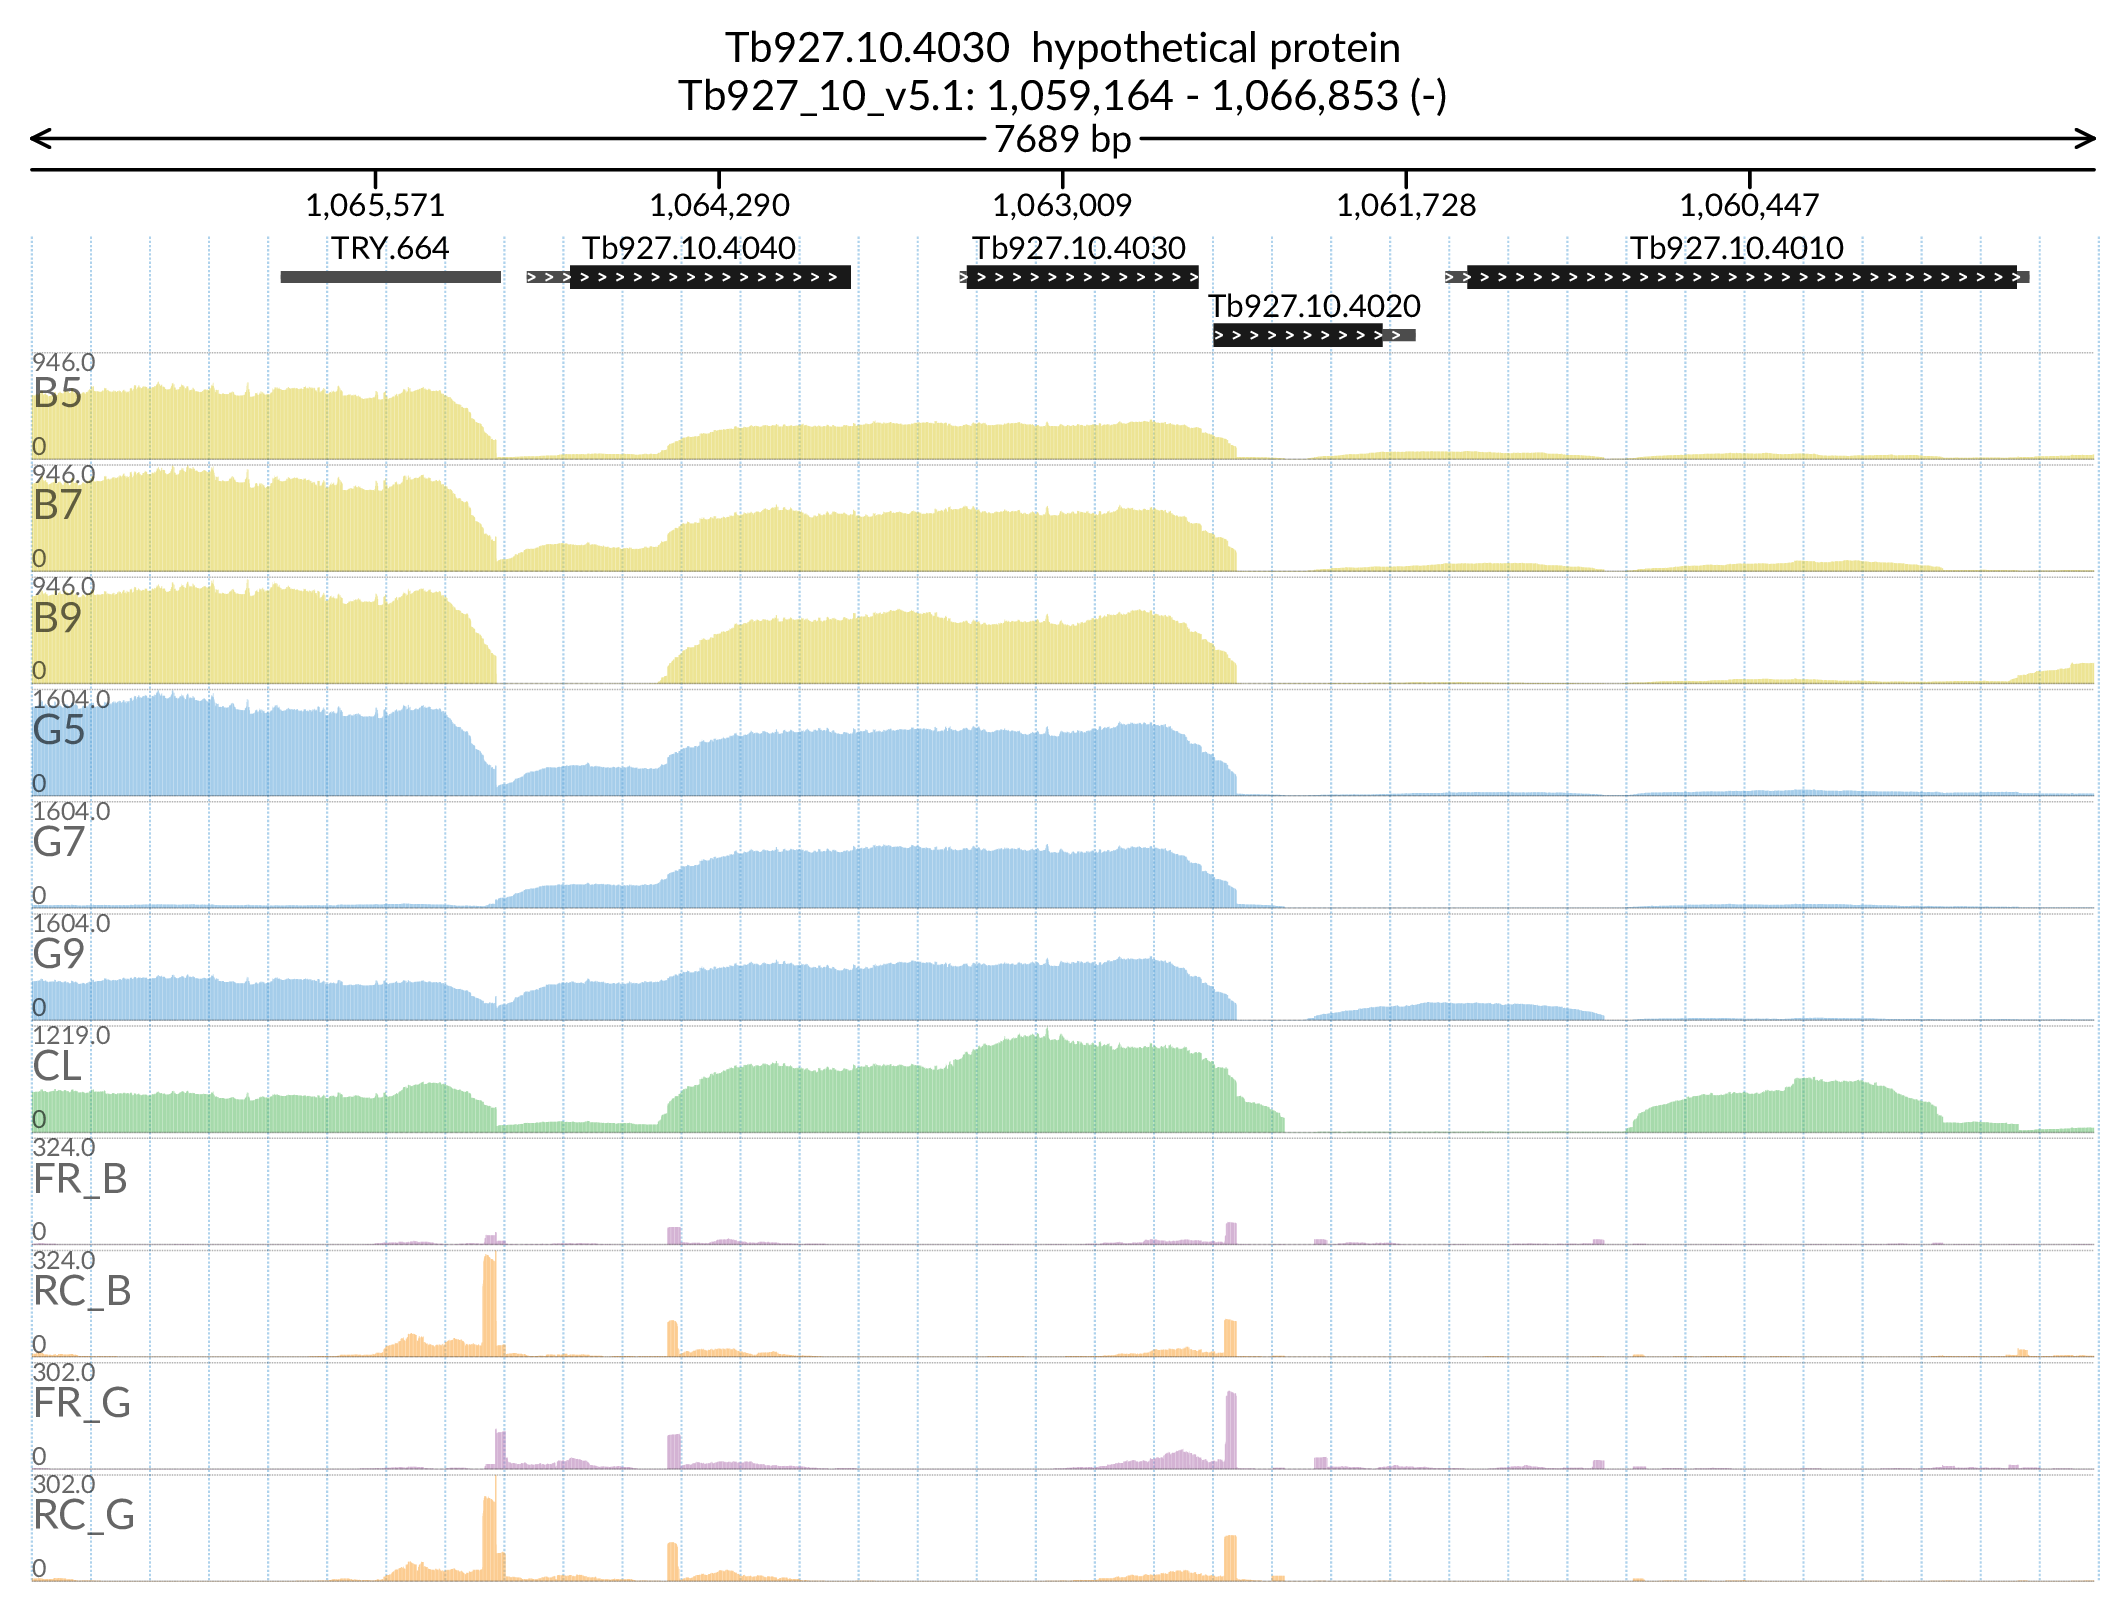 Tb927.10.4030  hypothetical protein
Tb927_10_v5.1: 1,059,164 - 1,066,853 (-)
7689 bp
1,065,571 1,064,290 1,063,009 1,061,728 1,060,447
TRY.664 Tb927.10.4040 Tb927.10.4030 Tb927.10.4010
Tb927.10.4020
946.0
B5
0
946.0
B7
0
946.0
B9
0
1604.0
G5
0
1604.0
G7
0
1604.0
G9
0
1219.0
CL
0
324.0
FR_B
0
324.0
RC_B
0
302.0
FR_G
0
302.0
RC_G
0